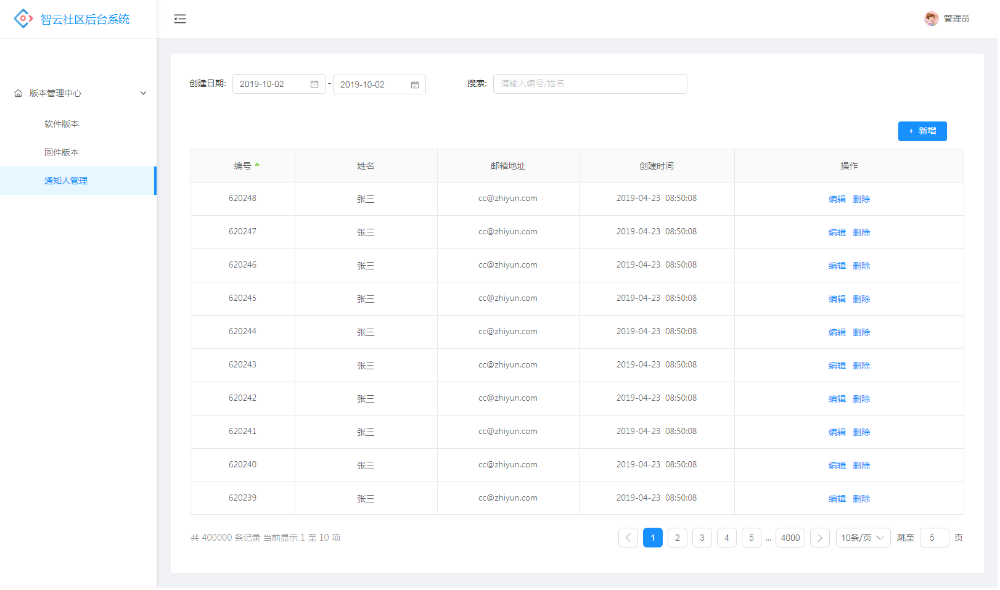 智云社区后台系统
管理员
版本管理中心
软件版本
固件版本
通知人管理
创建日期: 2019-10-02 - 2019-10-02 搜索: 请输入编号/姓名
+ 新增
编号 姓名 邮箱地址 创建时间 操作
620248 张三 cc@zhiyun.com 2019-04-23 08:50:08 编辑 删除
620247 张三 cc@zhiyun.com 2019-04-23 08:50:08 编辑 删除
620246 张三 cc@zhiyun.com 2019-04-23 08:50:08 编辑 删除
620245 张三 cc@zhiyun.com 2019-04-23 08:50:08 编辑 删除
620244 张三 cc@zhiyun.com 2019-04-23 08:50:08 编辑 删除
620243 张三 cc@zhiyun.com 2019-04-23 08:50:08 编辑 删除
620242 张三 cc@zhiyun.com 2019-04-23 08:50:08 编辑 删除
620241 张三 cc@zhiyun.com 2019-04-23 08:50:08 编辑 删除
620240 张三 cc@zhiyun.com 2019-04-23 08:50:08 编辑 删除
620239 张三 cc@zhiyun.com 2019-04-23 08:50:08 编辑 删除
共 400000 条记录 当前显示 1 至 10 项 1 2 3 4 5 ... 4000 10条/页 跳至 5 页